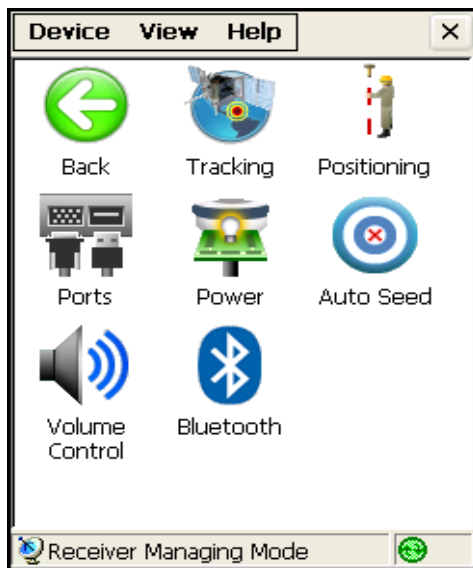 Device View Help
Back Tracking Positioning
Ports Power Auto Seed
Volume Control Bluetooth
Receiver Managing Mode